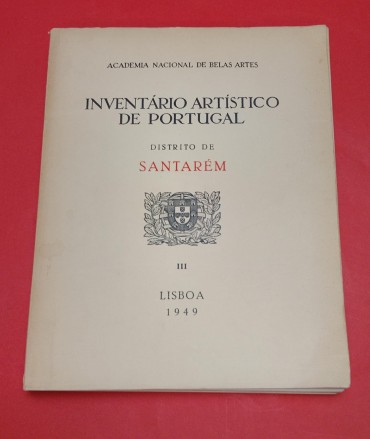 ACADEMIA NACIONAL DE BELAS ARTES
INVENTÁRIO ARTÍSTICO
DE PORTUGAL
DISTRITO DE
SANTARÉM
III
LISBOA
1949